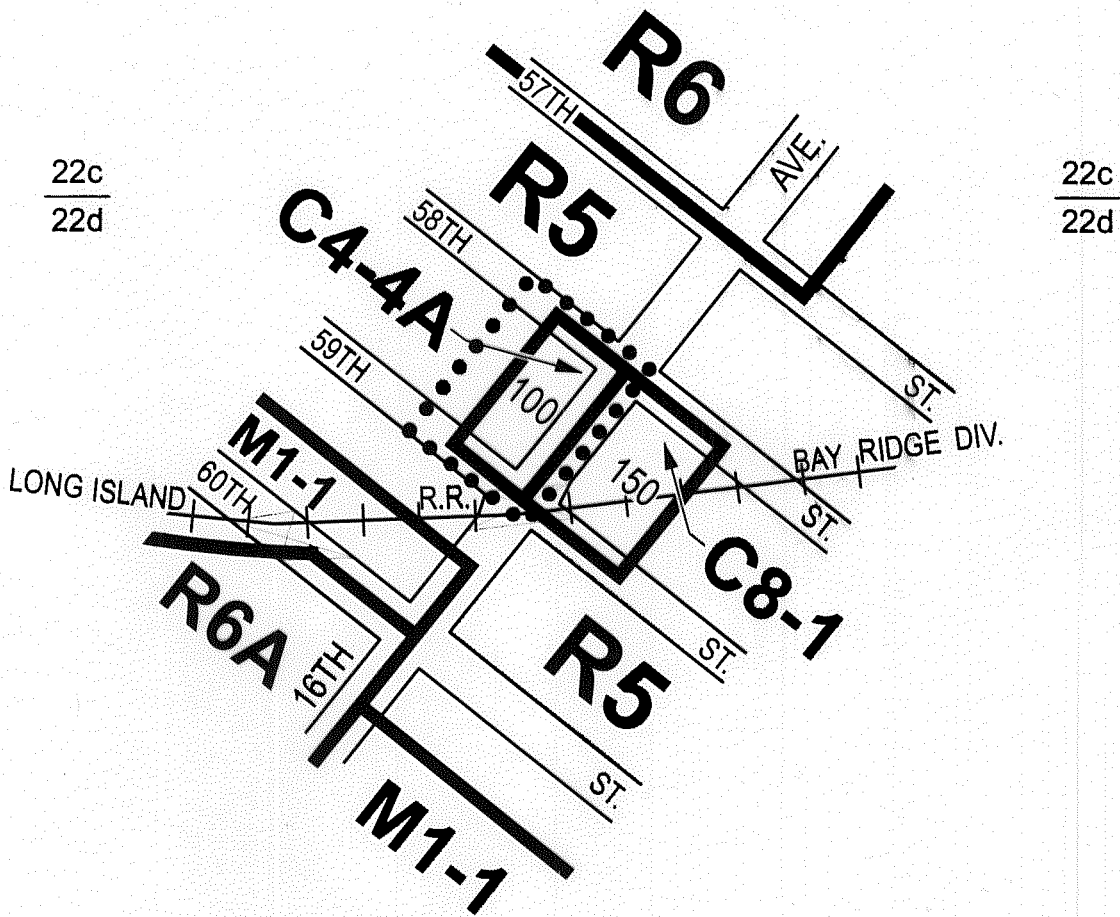 R6
57TH
AVE.
22c
22d
22c
22d
R5
C4-4A
58TH
59TH
100
ST.
M1-1
BAY RIDGE DIV.
LONG ISLAND
60TH
R.R.
150
ST.
C8-1
R6A
16TH
R5
ST.
ST.
M1-1